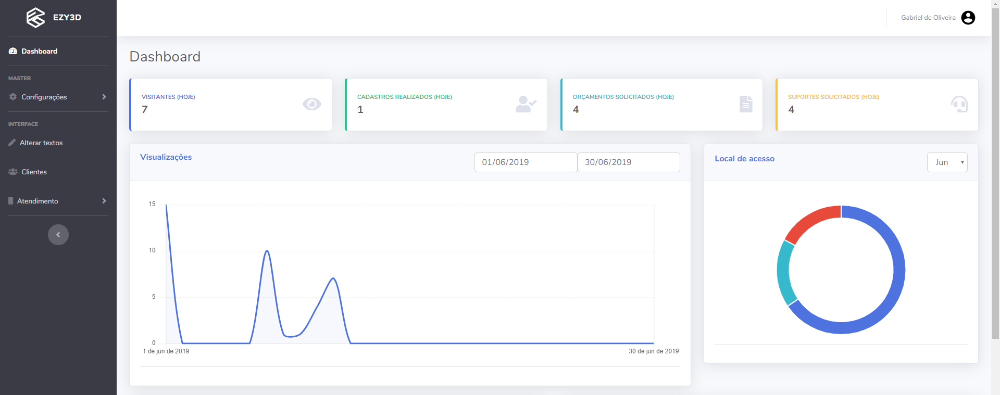 EZY3D
Dashboard
MASTER
Configurações
INTERFACE
Alterar textos
Clientes
Atendimento
Gabriel de Oliveira
Dashboard
VISITANTES (HOJE)
7
CADASTROS REALIZADOS (HOJE)
1
ORÇAMENTOS SOLICITADOS (HOJE)
4
SUPORTES SOLICITADOS (HOJE)
4
Visualizações
01/06/2019
30/06/2019
15
10
5
0
1 de jun de 2019
30 de jun de 2019
Local de acesso
Jun